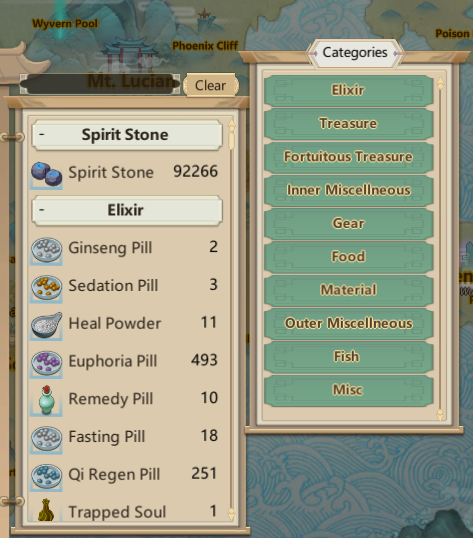 Wyvern Pool
Phoenix Cliff
Poison
Mt. Lucian
Clear
- Spirit Stone
Spirit Stone 92266
- Elixir
Ginseng Pill 2
Sedation Pill 3
Heal Powder 11
Euphoria Pill 493
Remedy Pill 10
Fasting Pill 18
Qi Regen Pill 251
Trapped Soul 1
Categories
Elixir
Treasure
Fortuitous Treasure
Inner Miscellneous
Gear
Food
Material
Outer Miscellneous
Fish
Misc